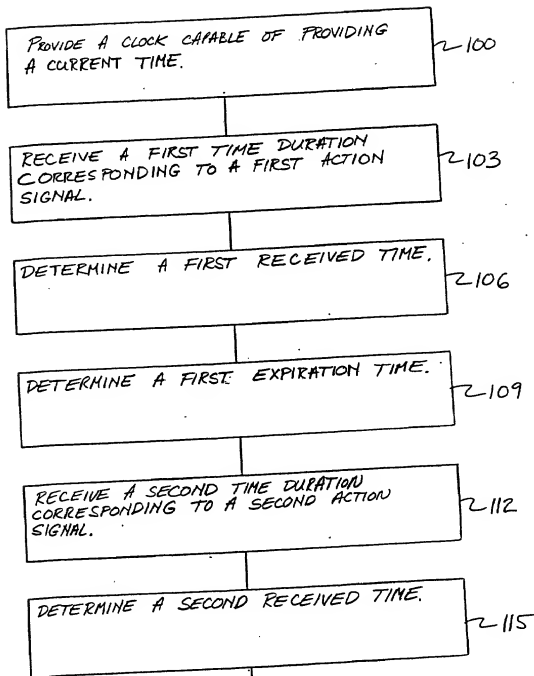 PROVIDE A CLOCK CAPABLE OF PROVIDING
A CURRENT TIME.
100
RECEIVE A FIRST TIME DURATION
CORRESPONDING TO A FIRST ACTION
SIGNAL.
103
DETERMINE A FIRST RECEIVED TIME.
106
DETERMINE A FIRST EXPIRATION TIME.
109
RECEIVE A SECOND TIME DURATION
CORRESPONDING TO A SECOND ACTION
SIGNAL.
112
DETERMINE A SECOND RECEIVED TIME.
115